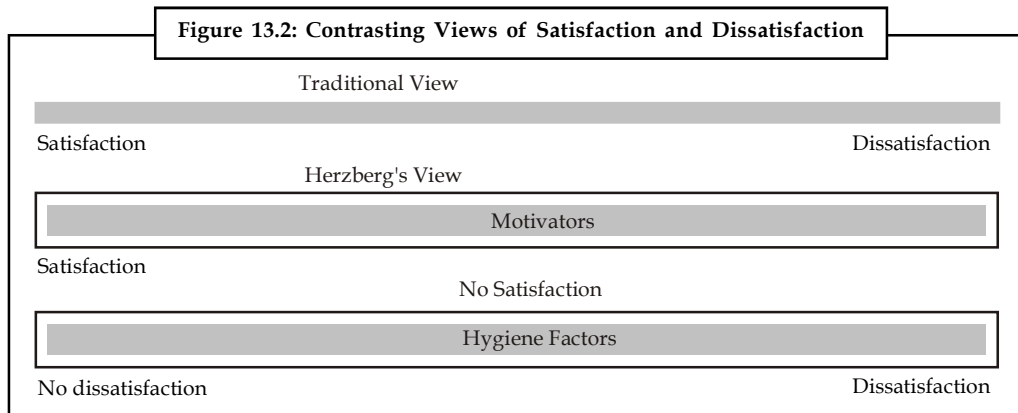 Figure 13.2: Contrasting Views of Satisfaction and Dissatisfaction
Traditional View
Satisfaction Dissatisfaction
Herzberg's View
Motivators
Satisfaction
No Satisfaction
Hygiene Factors
No dissatisfaction Dissatisfaction